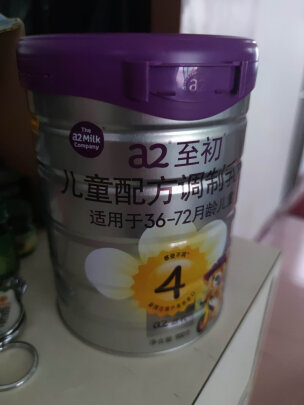 The
a2 Milk
Company
a2 至初
儿童配方调制乳
适用于36-72月龄儿童
4